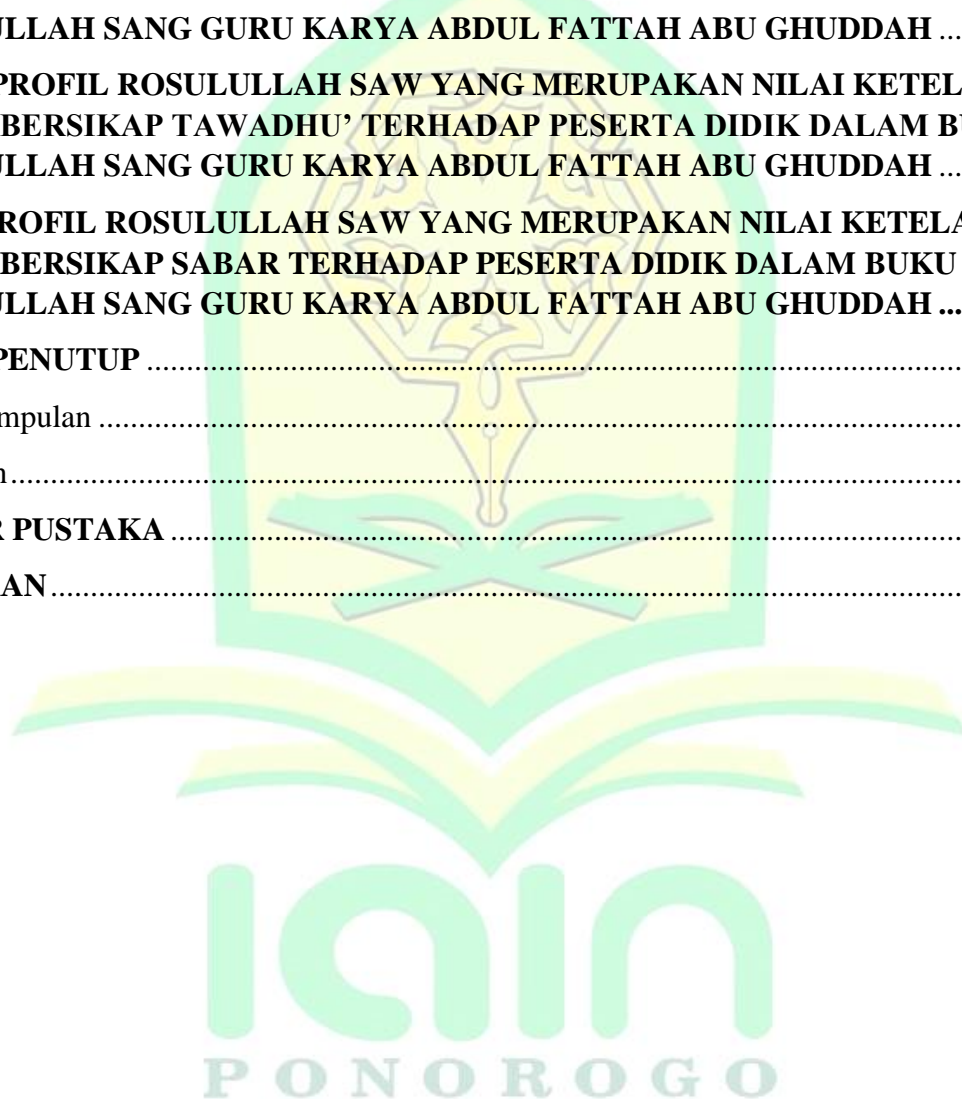 ULLAH SANG GURU KARYA ABDUL FATTAH ABU GHUDDAH ...
PROFIL ROSULULLAH SAW YANG MERUPAKAN NILAI KETEL
BERSIKAP TAWADHU’ TERHADAP PESERTA DIDIK DALAM BU
ULLAH SANG GURU KARYA ABDUL FATTAH ABU GHUDDAH ...
PROFIL ROSULULLAH SAW YANG MERUPAKAN NILAI KETELA
BERSIKAP SABAR TERHADAP PESERTA DIDIK DALAM BUKU
ULLAH SANG GURU KARYA ABDUL FATTAH ABU GHUDDAH ...
PENUTUP ...............................................................................................
mpulan ...............................................................................................
n ...............................................................................................
R PUSTAKA ...............................................................................................
AN ...............................................................................................
iain
PONOROGO